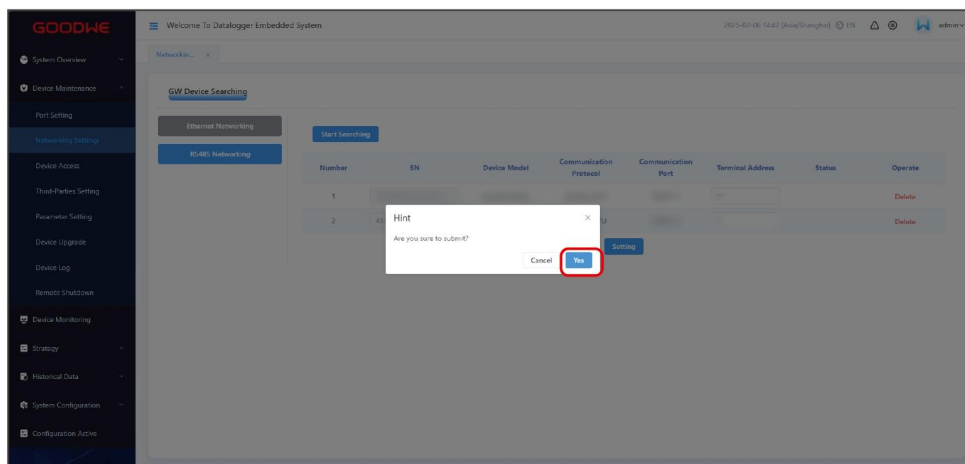 GOODWE
Welcome To Datalogger Embedded System
2025-07-06 14:42 (Asia/Shanghai)
EN
admin
System Overview
Networkin... ×
Device Maintenance
GW Device Searching
Port Setting
Ethernet Networking
Start Searching
Networking Settings
RS485 Networking
Number
SN
Device Model
Communication Protocol
Communication Port
Terminal Address
Status
Operate
Device Access
Third-Parties Setting
1
Delete
Parameter Setting
2
Delete
Hint ×
Are you sure to submit?
Cancel
Yes
Setting
Device Upgrade
Device Log
Remote Shutdown
Device Monitoring
Strategy
Historical Data
System Configuration
Configuration Active